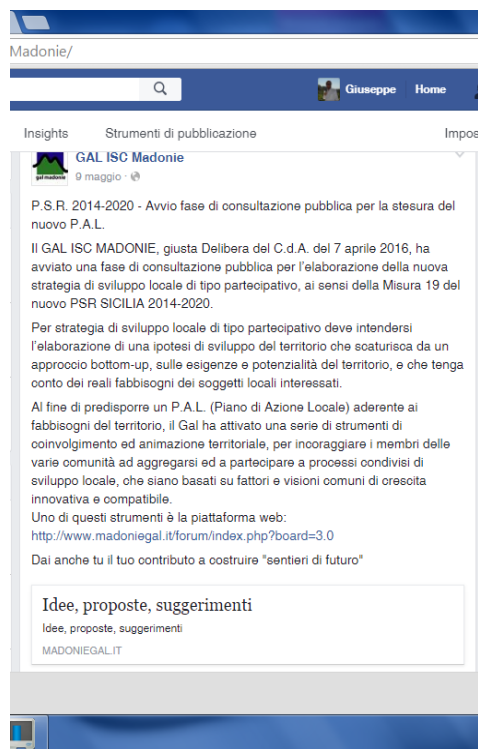 Madonie/
Giuseppe Home
Insights Strumenti di pubblicazione
GAL ISC Madonie
gal madonie
9 maggio ·
P.S.R. 2014-2020 - Avvio fase di consultazione pubblica per la stesura del
nuovo P.A.L.
Il GAL ISC MADONIE, giusta Delibera del C.d.A. del 7 aprile 2016, ha
avviato una fase di consultazione pubblica per l'elaborazione della nuova
strategia di sviluppo locale di tipo partecipativo, ai sensi della Misura 19 del
nuovo PSR SICILIA 2014-2020.
Per strategia di sviluppo locale di tipo partecipativo deve intendersi
l'elaborazione di una ipotesi di sviluppo del territorio che scaturisca da un
approccio bottom-up, sulle esigenze e potenzialità del territorio, e che tenga
conto dei reali fabbisogni dei soggetti locali interessati.
Al fine di predisporre un P.A.L. (Piano di Azione Locale) aderente ai
fabbisogni del territorio, il Gal ha attivato una serie di strumenti di
coinvolgimento ed animazione territoriale, per incoraggiare i membri delle
varie comunità ad aggregarsi ed a partecipare a processi condivisi di
sviluppo locale, che siano basati su fattori e visioni comuni di crescita
innovativa e compatibile.
Uno di questi strumenti è la piattaforma web:
http://www.madoniegal.it/forum/index.php?board=3.0
Dai anche tu il tuo contributo a costruire "sentieri di futuro"
Idee, proposte, suggerimenti
Idee, proposte, suggerimenti
MADONIEGAL.IT